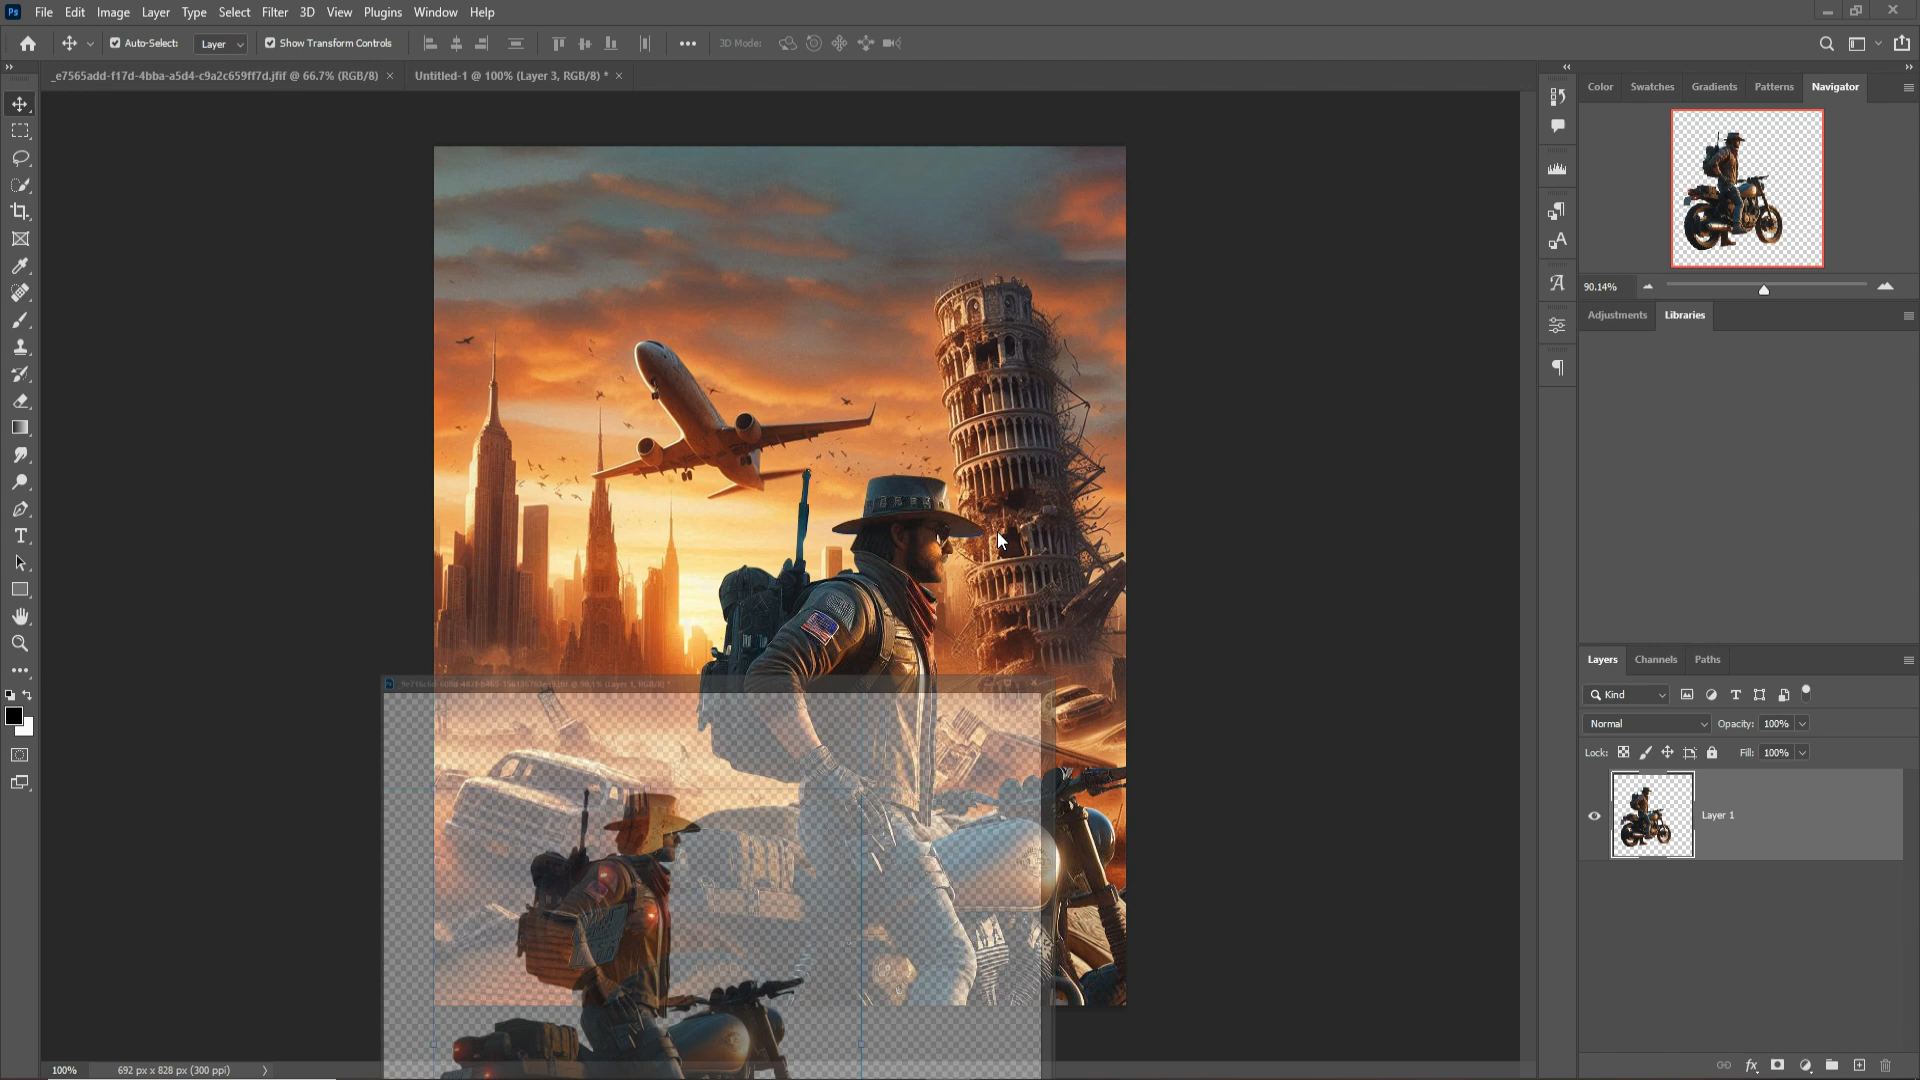 Ps File Edit Image Layer Type Select Filter 3D View Plugins Window Help
Auto-Select: Layer Show Transform Controls 3D Mode:
_e7565add-f17d-4bba-a5d4-c9a2c659ff7d.jfif @ 66.7% (RGB/8) × Untitled-1 @ 100% (Layer 3, RGB/8) * ×
Color Swatches Gradients Patterns Navigator
90.14%
Adjustments Libraries
Layers Channels Paths
Kind
Normal Opacity: 100%
Lock: Fill: 100%
Layer 1
100% 692 px x 828 px (300 ppi)